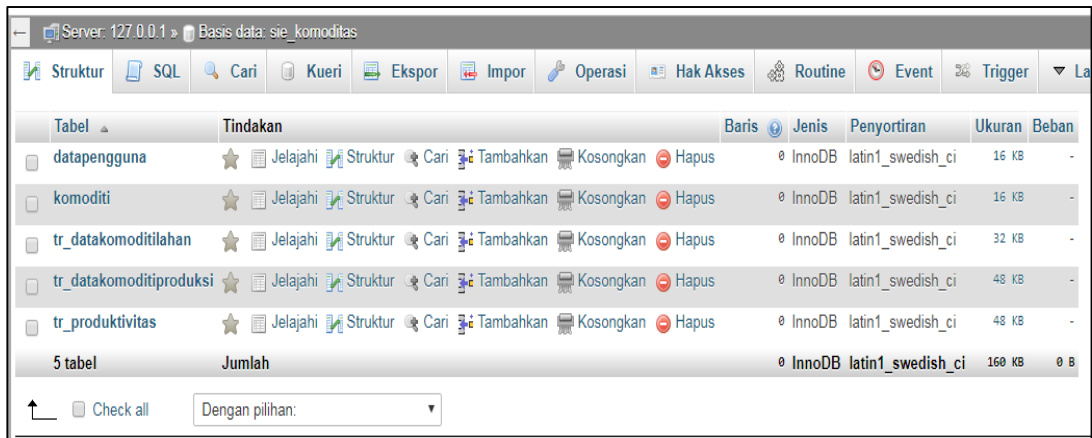 Server: 127.0.0.1 » Basis data: sie_komoditas
Struktur SQL Cari Kueri Ekspor Impor Operasi Hak Akses Routine Event Trigger La
Tabel Tindakan Baris Jenis Penyortiran Ukuran Beban
datapengguna Jelajahi Struktur Cari Tambahkan Kosongkan Hapus 0 InnoDB latin1_swedish_ci 16 KB -
komoditi Jelajahi Struktur Cari Tambahkan Kosongkan Hapus 0 InnoDB latin1_swedish_ci 16 KB -
tr_datakomoditilahan Jelajahi Struktur Cari Tambahkan Kosongkan Hapus 0 InnoDB latin1_swedish_ci 32 KB -
tr_datakomoditiproduksi Jelajahi Struktur Cari Tambahkan Kosongkan Hapus 0 InnoDB latin1_swedish_ci 48 KB -
tr_produktivitas Jelajahi Struktur Cari Tambahkan Kosongkan Hapus 0 InnoDB latin1_swedish_ci 48 KB -
5 tabel Jumlah 0 InnoDB latin1_swedish_ci 160 KB 0 B
Check all Dengan pilihan: